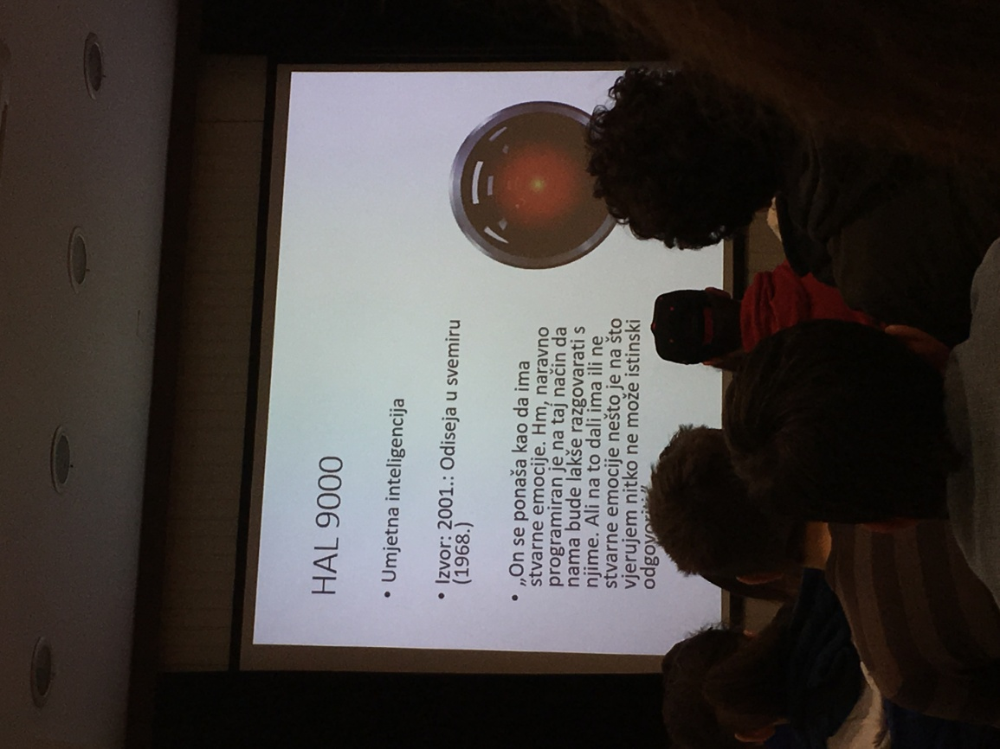 HAL 9000
• Umjetna inteligencija
• Izvor: 2001.: Odiseja u svemiru
(1968.)
• „On se ponaša kao da ima
stvarne emocije. Hm, naravno
programiran je na taj način da
nama bude lakše razgovarati s
njime. Ali na to dali ima ili ne
stvarne emocije nešto je na što
vjerujem nitko ne može istinski